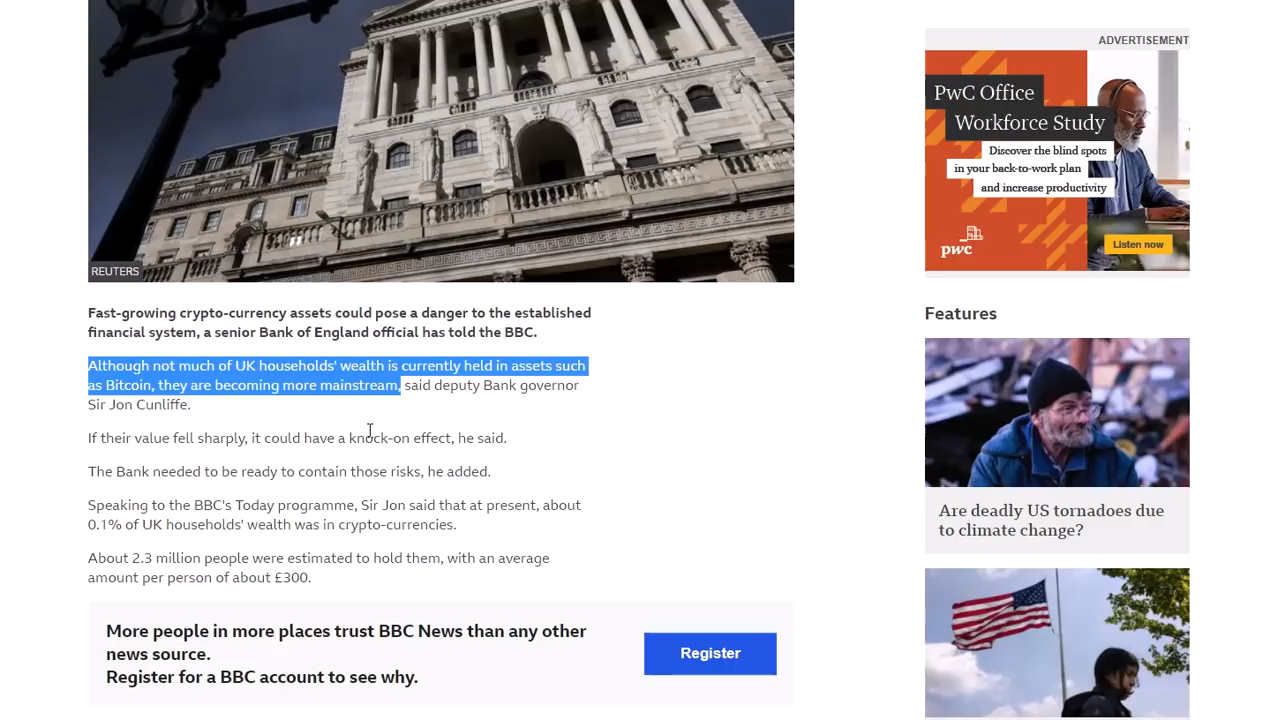 ADVERTISEMENT
PwC Office
Workforce Study
Discover the blind spots
in your back-to-work plan
and increase productivity
pwc
Listen now
REUTERS
Fast-growing crypto-currency assets could pose a danger to the established
financial system, a senior Bank of England official has told the BBC.
Although not much of UK households' wealth is currently held in assets such
as Bitcoin, they are becoming more mainstream, said deputy Bank governor
Sir Jon Cunliffe.
If their value fell sharply, it could have a knock-on effect, he said.
The Bank needed to be ready to contain those risks, he added.
Speaking to the BBC's Today programme, Sir Jon said that at present, about
0.1% of UK households' wealth was in crypto-currencies.
About 2.3 million people were estimated to hold them, with an average
amount per person of about £300.
More people in more places trust BBC News than any other
news source.
Register for a BBC account to see why.
Register
Features
Are deadly US tornadoes due
to climate change?